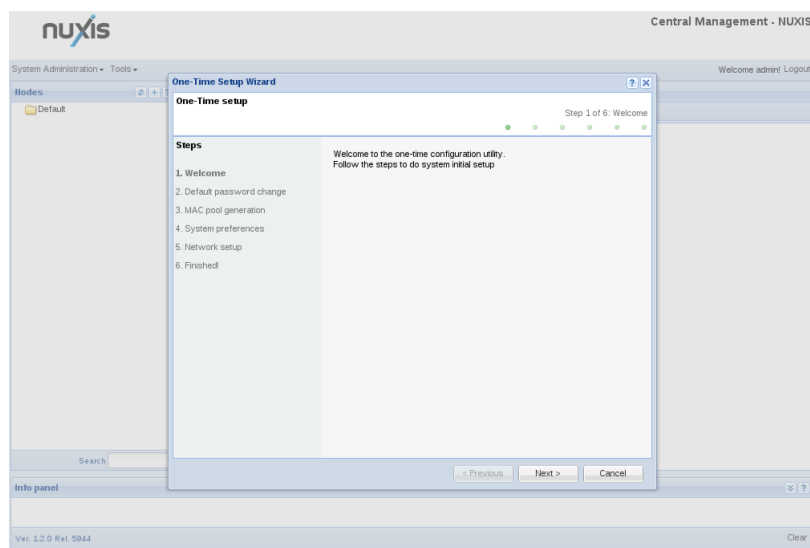 nuxis
Central Management - NUXIS
System Administration Tools
Welcome admin! Logout
Nodes
Default
One-Time Setup Wizard
One-Time setup
Step 1 of 6: Welcome
Steps
1. Welcome
2. Default password change
3. MAC pool generation
4. System preferences
5. Network setup
6. Finished!
Welcome to the one-time configuration utility.
Follow the steps to do system initial setup
Search
< Previous
Next >
Cancel
Info panel
Ver. 1.2.0 Rel. 5944
Clear